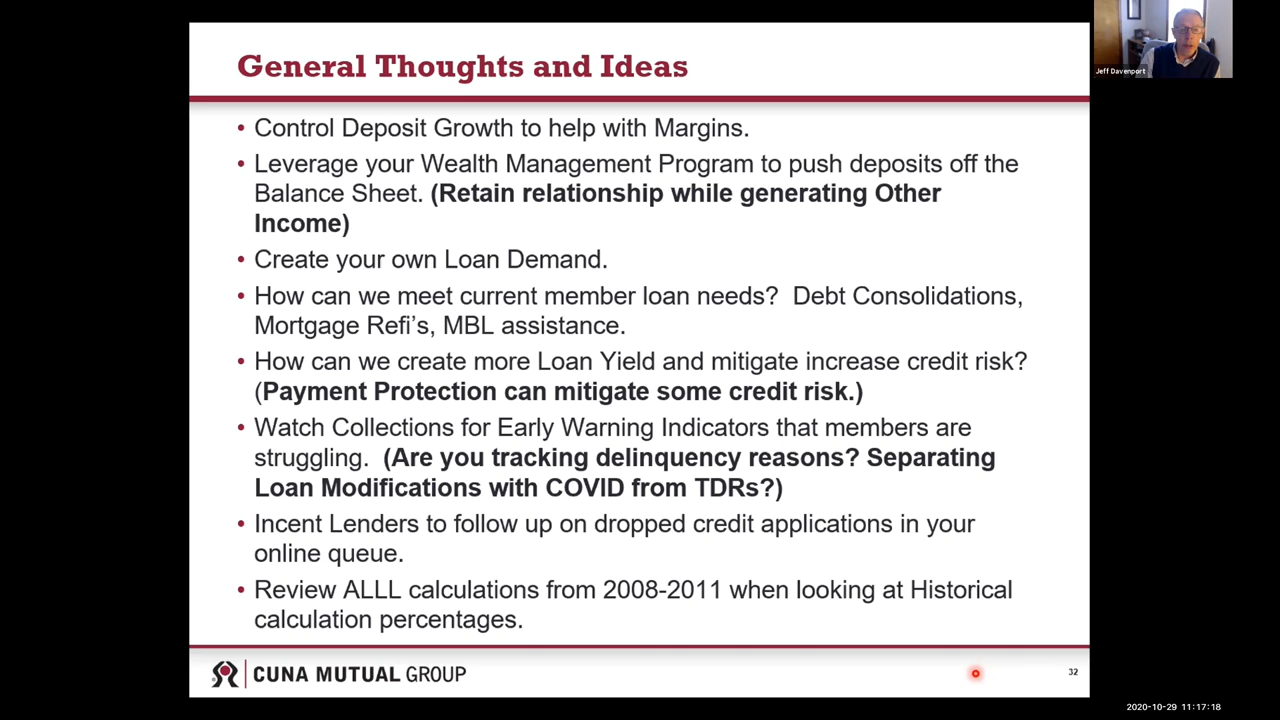 General Thoughts and Ideas
Jeff Davenport
• Control Deposit Growth to help with Margins.
• Leverage your Wealth Management Program to push deposits off the
Balance Sheet. (Retain relationship while generating Other
Income)
• Create your own Loan Demand.
• How can we meet current member loan needs?  Debt Consolidations,
Mortgage Refi's, MBL assistance.
• How can we create more Loan Yield and mitigate increase credit risk?
(Payment Protection can mitigate some credit risk.)
• Watch Collections for Early Warning Indicators that members are
struggling.  (Are you tracking delinquency reasons? Separating
Loan Modifications with COVID from TDRs?)
• Incent Lenders to follow up on dropped credit applications in your
online queue.
• Review ALLL calculations from 2008-2011 when looking at Historical
calculation percentages.
CUNA MUTUAL GROUP
32
2020-10-29 11:17:18